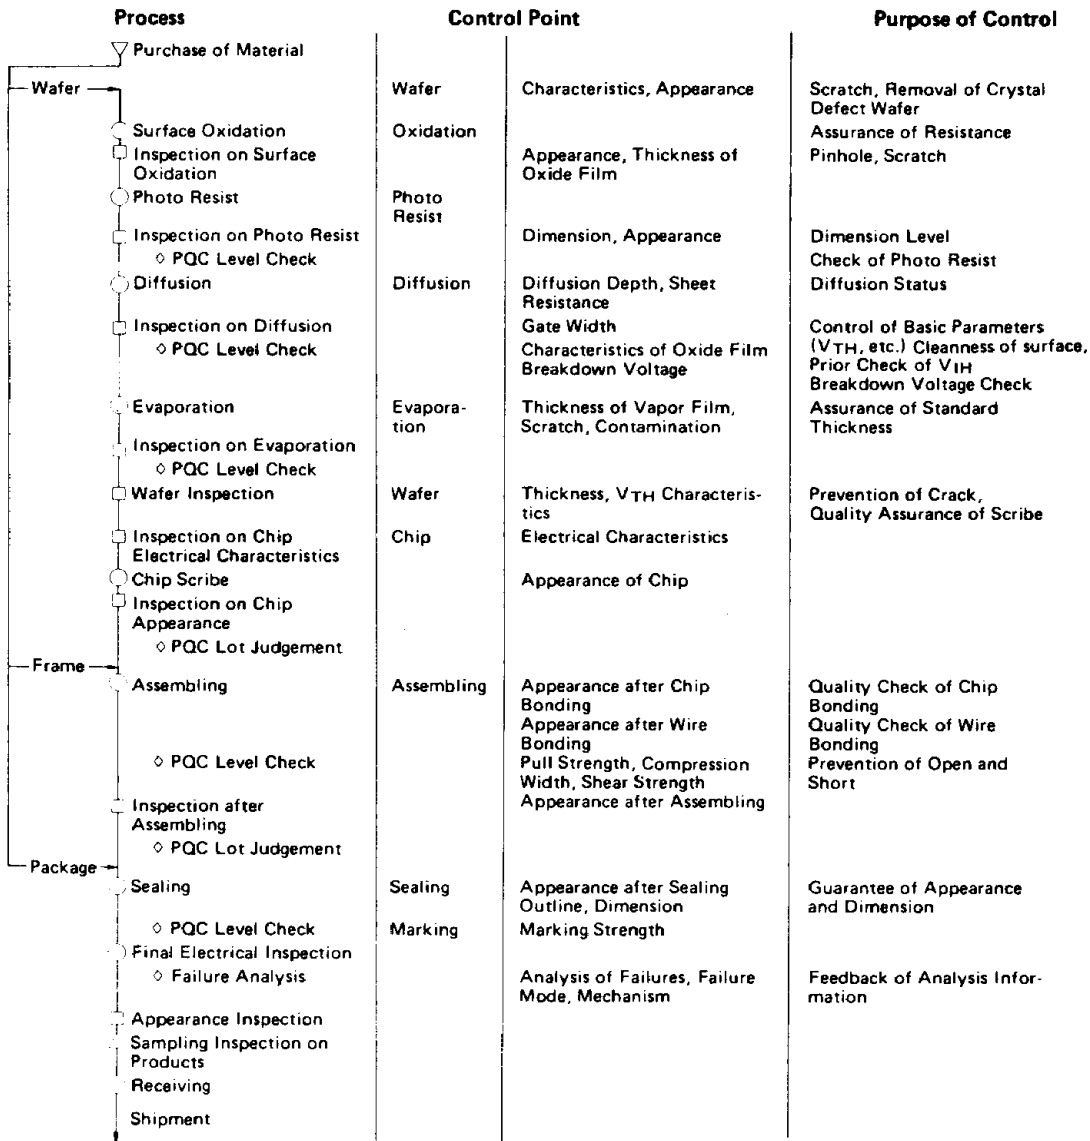 Process Control Point Purpose of Control
Purchase of Material
Wafer Wafer Characteristics, Appearance Scratch, Removal of Crystal
Defect Wafer
Surface Oxidation Oxidation Assurance of Resistance
Inspection on Surface Appearance, Thickness of Pinhole, Scratch
Oxidation Oxide Film
Photo Resist Photo
Resist
Inspection on Photo Resist Dimension, Appearance Dimension Level
◇ PQC Level Check Check of Photo Resist
Diffusion Diffusion Diffusion Depth, Sheet Diffusion Status
Resistance
Inspection on Diffusion Gate Width Control of Basic Parameters
◇ PQC Level Check Characteristics of Oxide Film (VTH, etc.) Cleanness of surface,
Breakdown Voltage Prior Check of VIH
Breakdown Voltage Check
Evaporation Evapora- Thickness of Vapor Film, Assurance of Standard
tion Scratch, Contamination Thickness
Inspection on Evaporation
◇ PQC Level Check
Wafer Inspection Wafer Thickness, VTH Characteris- Prevention of Crack,
tics Quality Assurance of Scribe
Inspection on Chip Chip Electrical Characteristics
Electrical Characteristics
Chip Scribe Appearance of Chip
Inspection on Chip
Appearance
◇ PQC Lot Judgement
Frame
Assembling Assembling Appearance after Chip Quality Check of Chip
Bonding Bonding
Appearance after Wire Quality Check of Wire
Bonding Bonding
◇ PQC Level Check Pull Strength, Compression Prevention of Open and
Width, Shear Strength Short
Inspection after Appearance after Assembling
Assembling
◇ PQC Lot Judgement
Package
Sealing Sealing Appearance after Sealing Guarantee of Appearance
Outline, Dimension and Dimension
◇ PQC Level Check Marking Marking Strength
Final Electrical Inspection
◇ Failure Analysis Analysis of Failures, Failure Feedback of Analysis Infor-
Mode, Mechanism mation
Appearance Inspection
Sampling Inspection on
Products
Receiving
Shipment